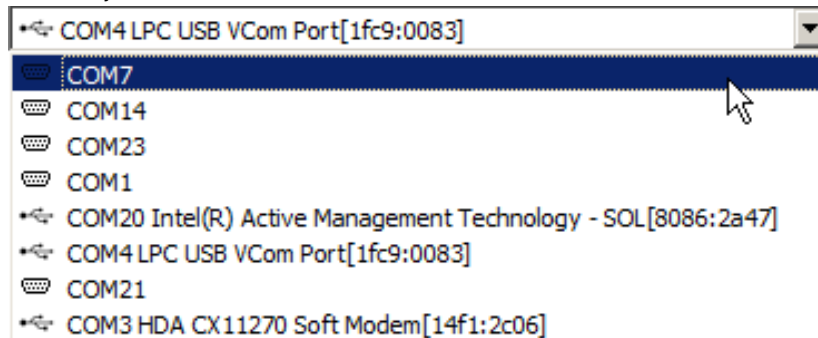 COM4 LPC USB VCom Port[1fc9:0083]
COM7
COM14
COM23
COM1
COM20 Intel(R) Active Management Technology - SOL[8086:2a47]
COM4 LPC USB VCom Port[1fc9:0083]
COM21
COM3 HDA CX11270 Soft Modem[14f1:2c06]